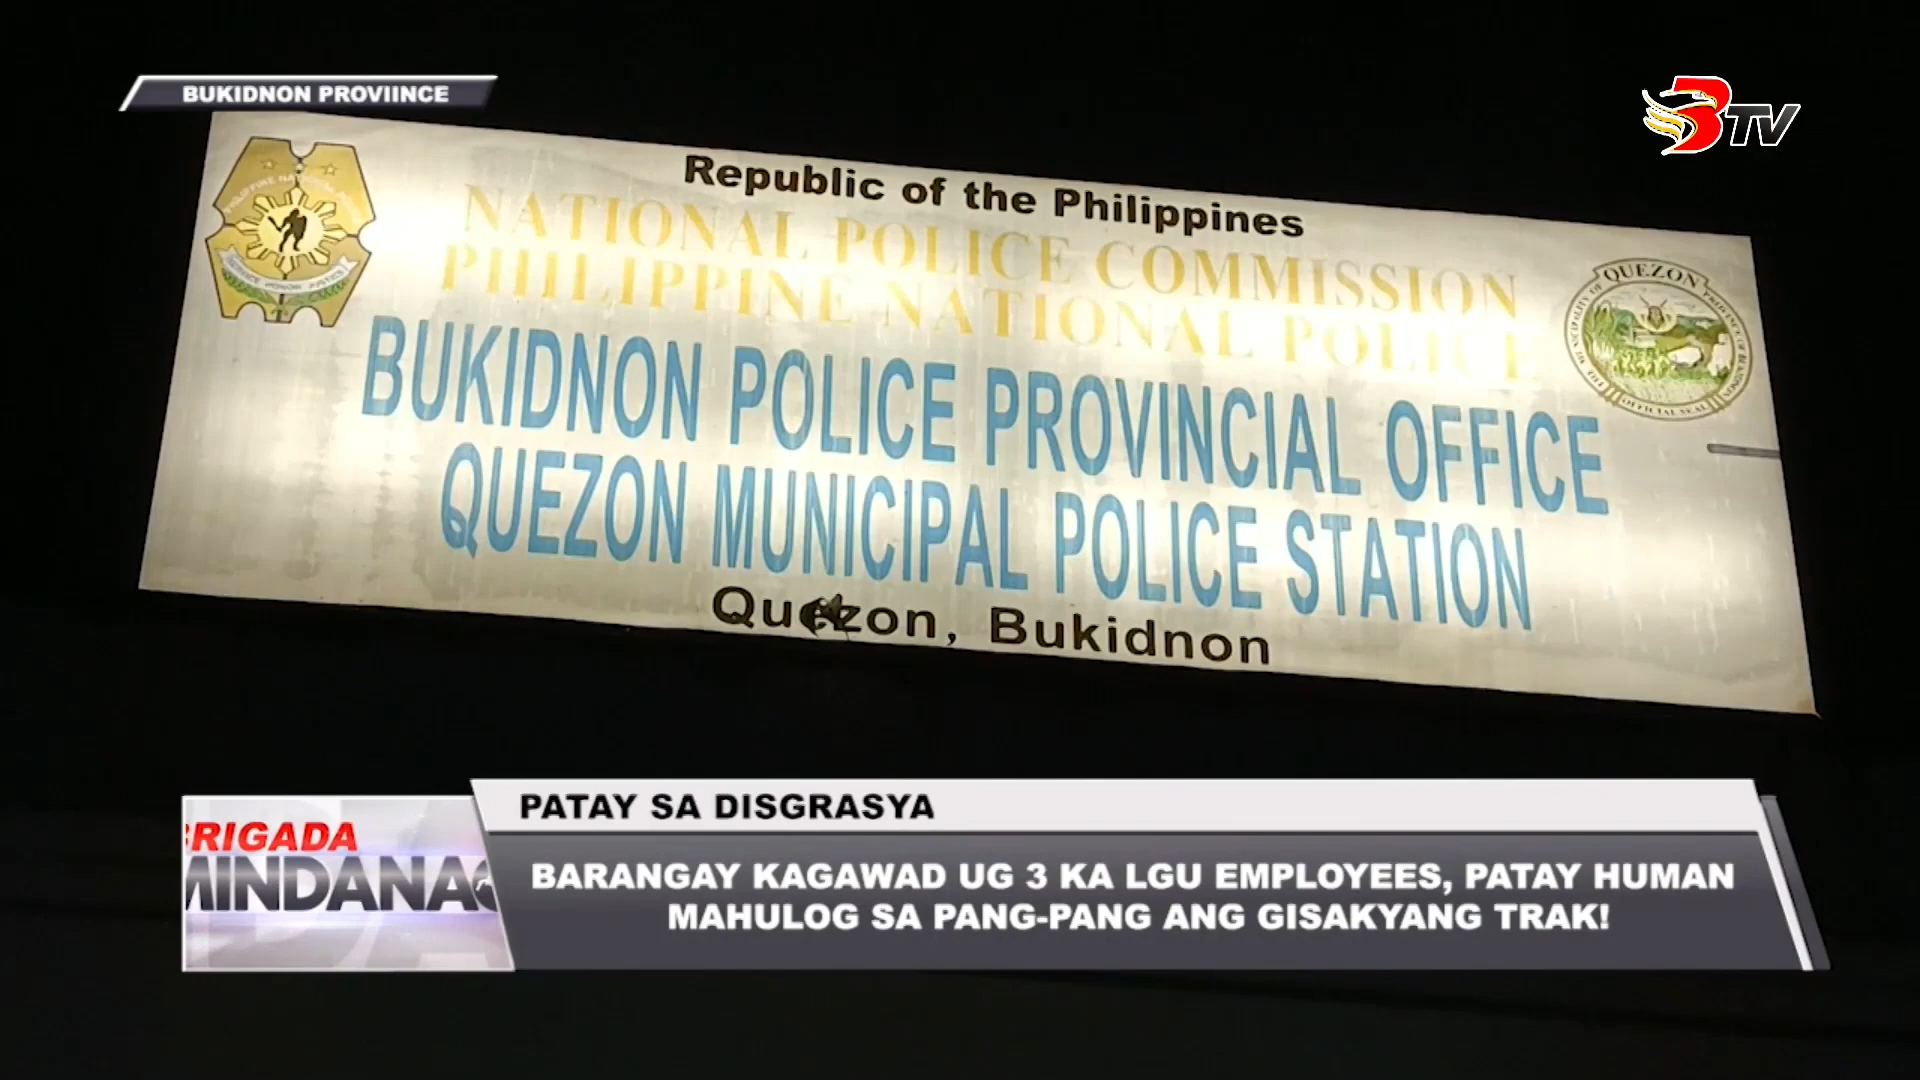 BUKIDNON PROVIINCE
BTV
Republic of the Philippines
NATIONAL POLICE COMMISSION
PHILIPPINE NATIONAL POLICE
BUKIDNON POLICE PROVINCIAL OFFICE
QUEZON MUNICIPAL POLICE STATION
Quezon, Bukidnon
QUEZON
OFFICIAL SEAL
PATAY SA DISGRASYA
BRIGADA
MINDANAO
BARANGAY KAGAWAD UG 3 KA LGU EMPLOYEES, PATAY HUMAN
MAHULOG SA PANG-PANG ANG GISAKYANG TRAK!